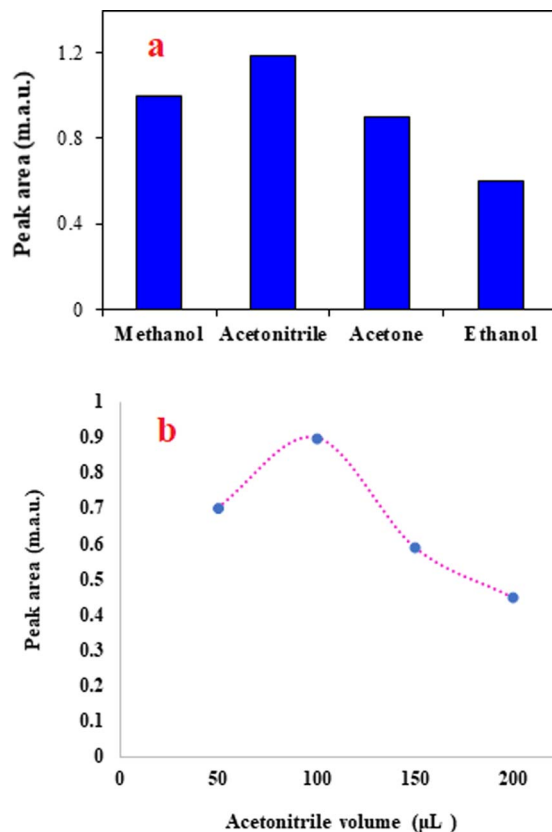 a
Peak area (m.a.u.)
1.2
0.8
0.4
0
Methanol Acetonitrile Acetone Ethanol
b
Peak area (m.a.u.)
1
0.9
0.8
0.7
0.6
0.5
0.4
0.3
0.2
0.1
0
0 50 100 150 200
Acetonitrile volume (µL )